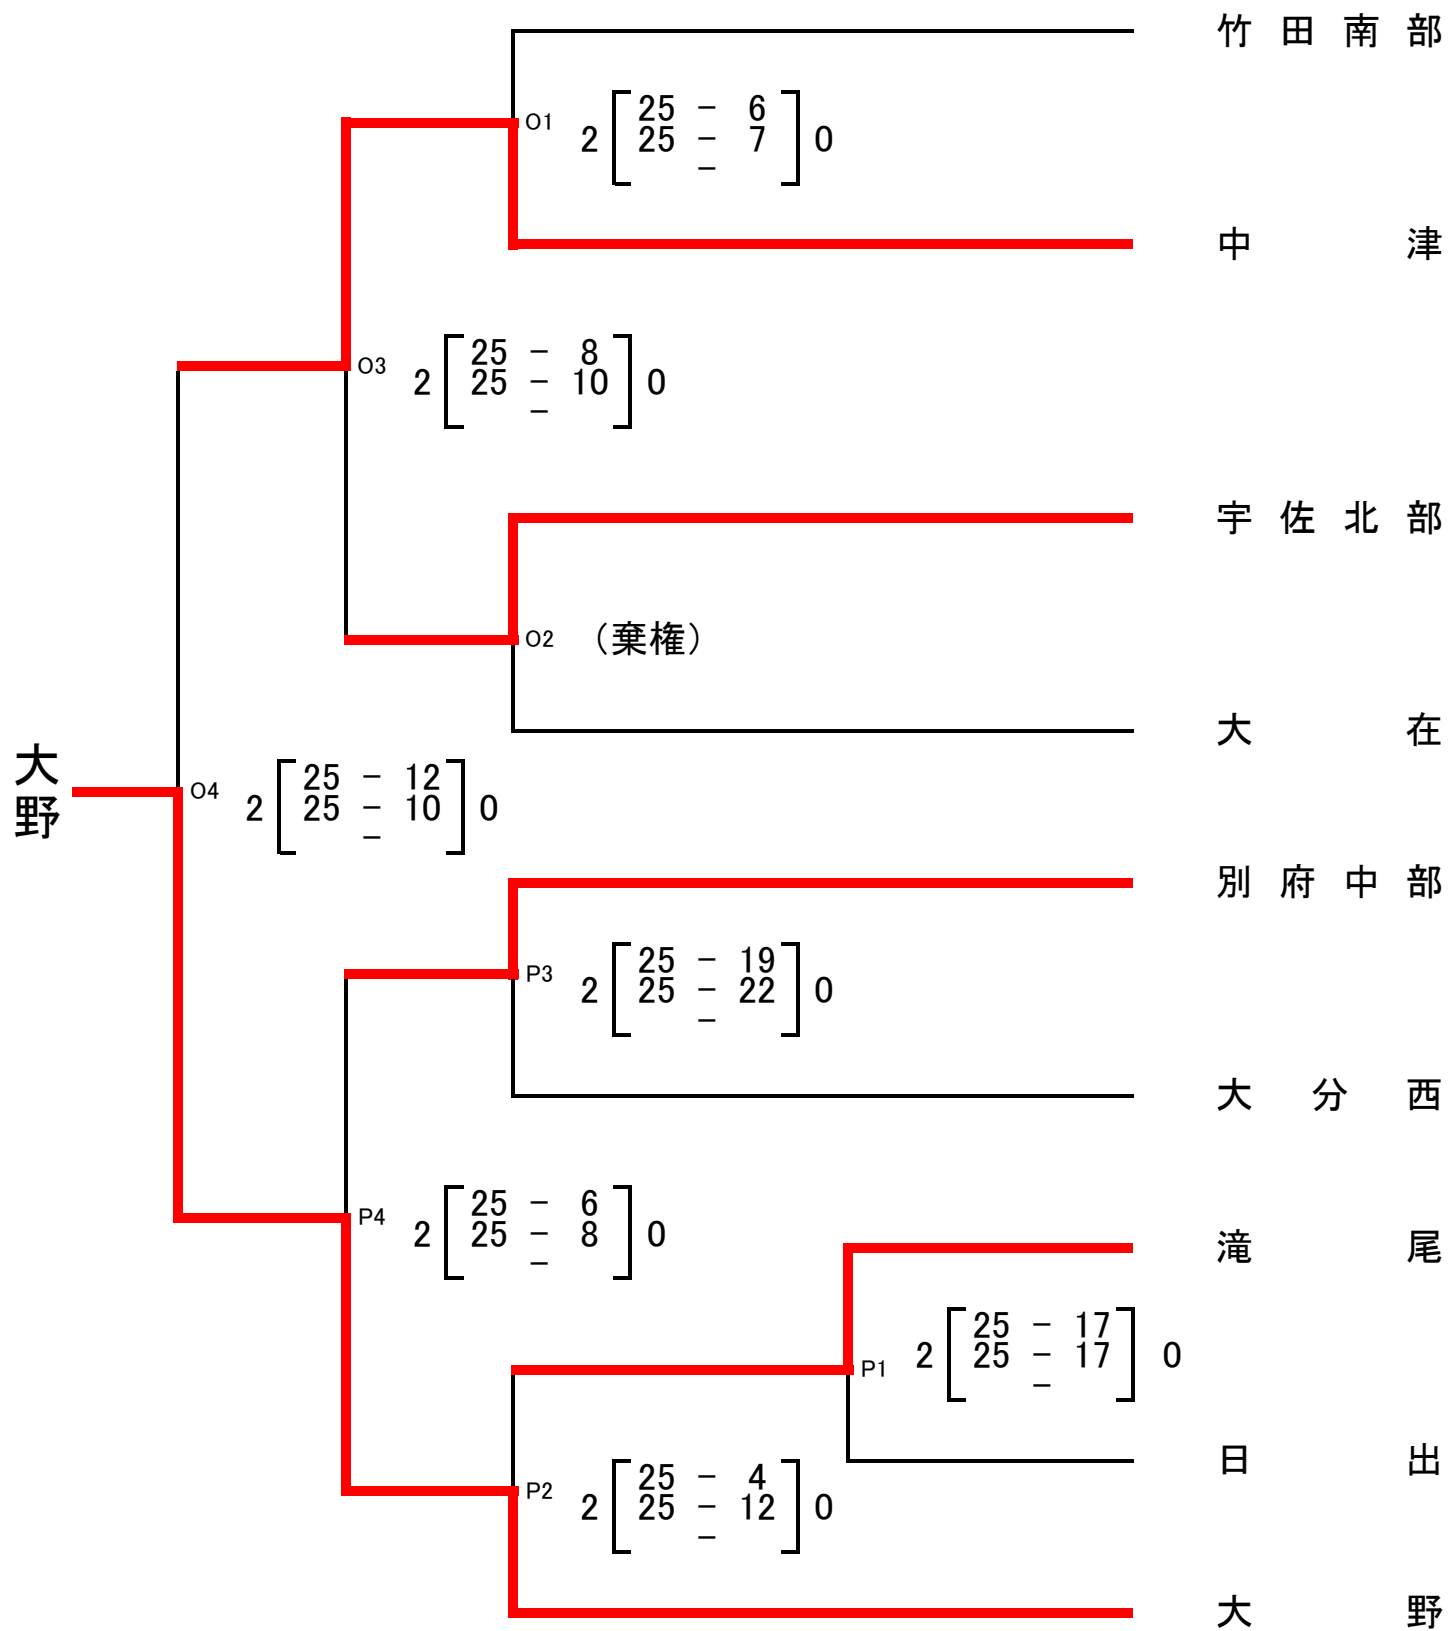 竹田南部
O1 2 25 - 6 0
25 - 7
-
中津
O3 2 25 - 8 0
25 - 10
-
宇佐北部
O2 （棄権）
大在
大野
O4 2 25 - 12 0
25 - 10
-
別府中部
P3 2 25 - 19 0
25 - 22
-
大分西
P4 2 25 - 6 0
25 - 8
-
滝尾
P1 2 25 - 17 0
25 - 17
-
日出
P2 2 25 - 4 0
25 - 12
-
大野